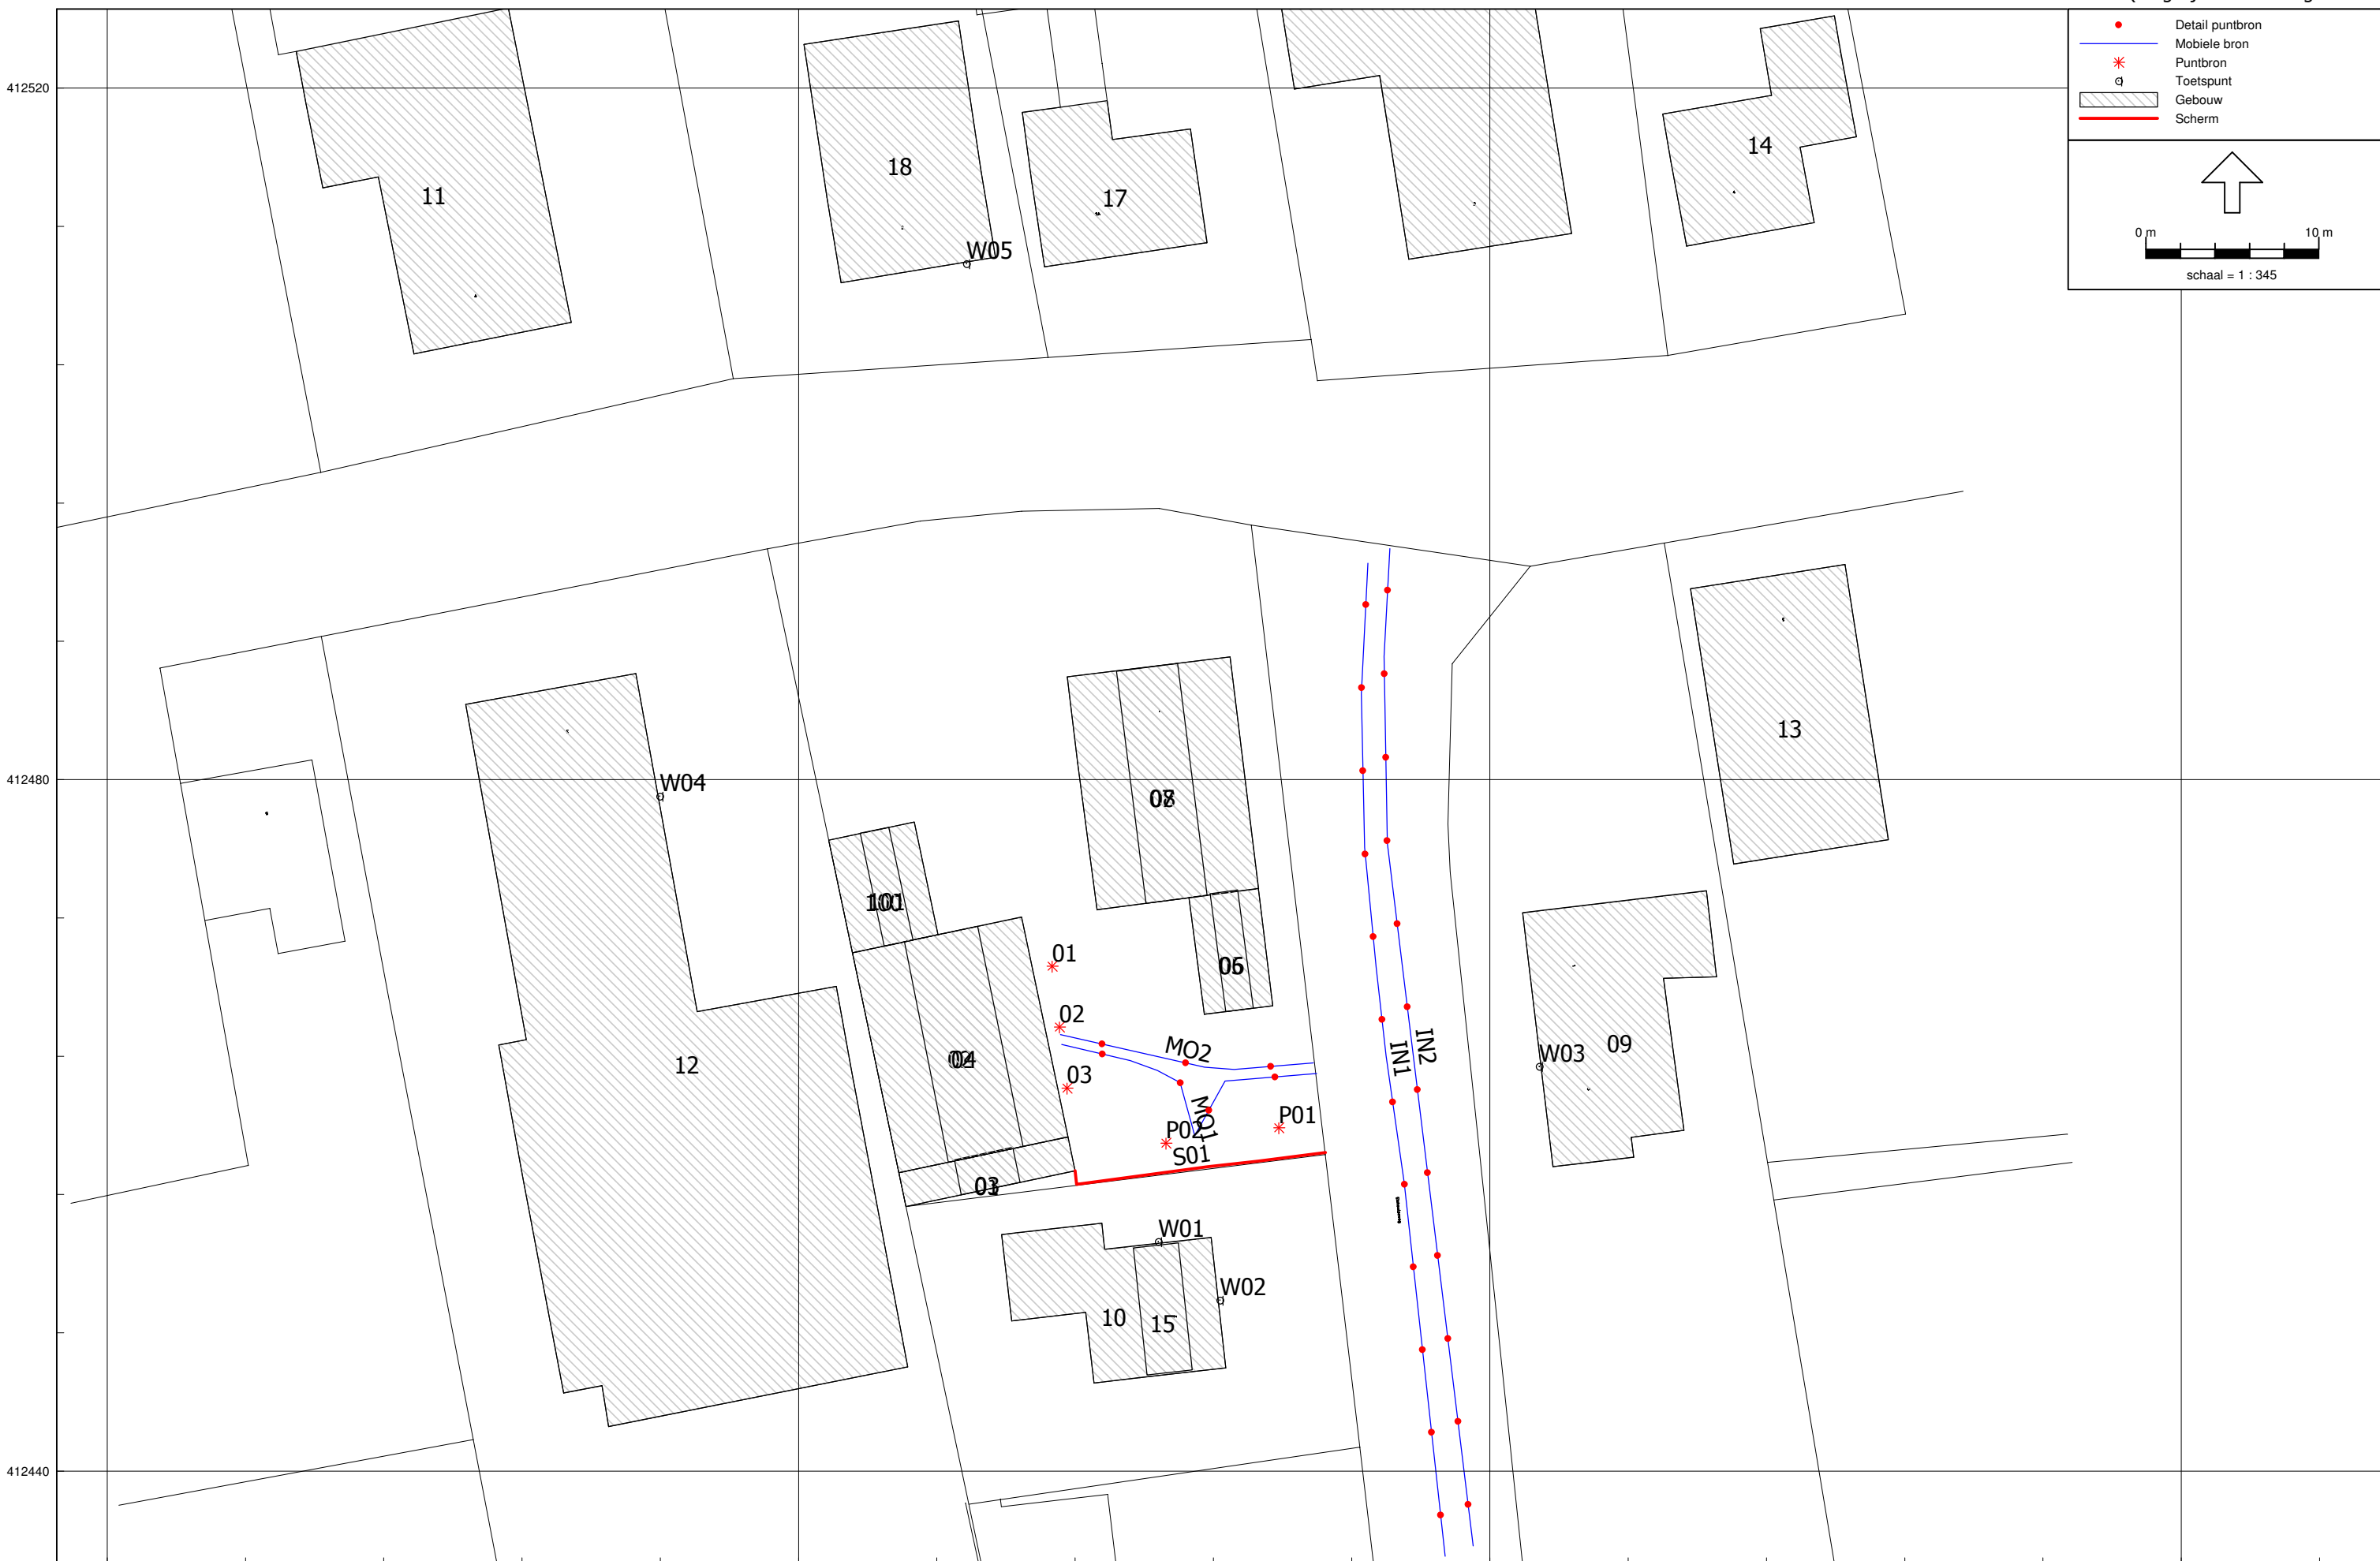 Detail puntbron
Mobiele bron
Puntbron
Toetspunt
Gebouw
Scherm
0 m 10 m
schaal = 1 : 345
412520
14
18
11
17
W05
412480
13
W04
W03
09
01
02
MO2
IN2
IN1
12
03
MO1
P01
P02
S01
W01
W02
10
15
412440